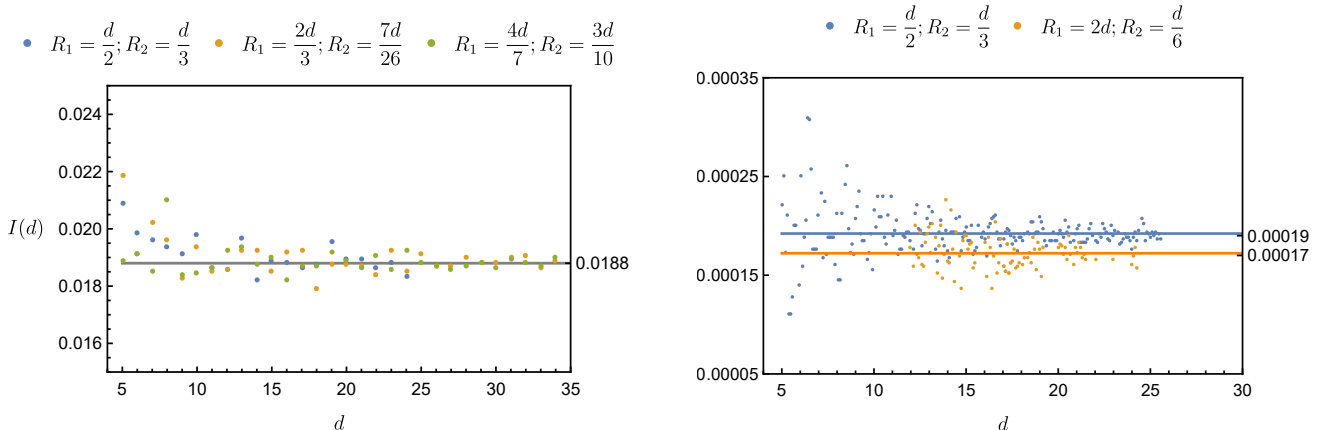 R₁ = d/2; R₂ = d/3 R₁ = 2d/3; R₂ = 7d/26 R₁ = 4d/7; R₂ = 3d/10
0.024
0.022
0.020
0.018
0.016
I(d)
0.0188
5 10 15 20 25 30 35
d
R₁ = d/2; R₂ = d/3 R₁ = 2d; R₂ = d/6
0.00035
0.00025
0.00015
0.00005
0.00019
0.00017
5 10 15 20 25 30
d